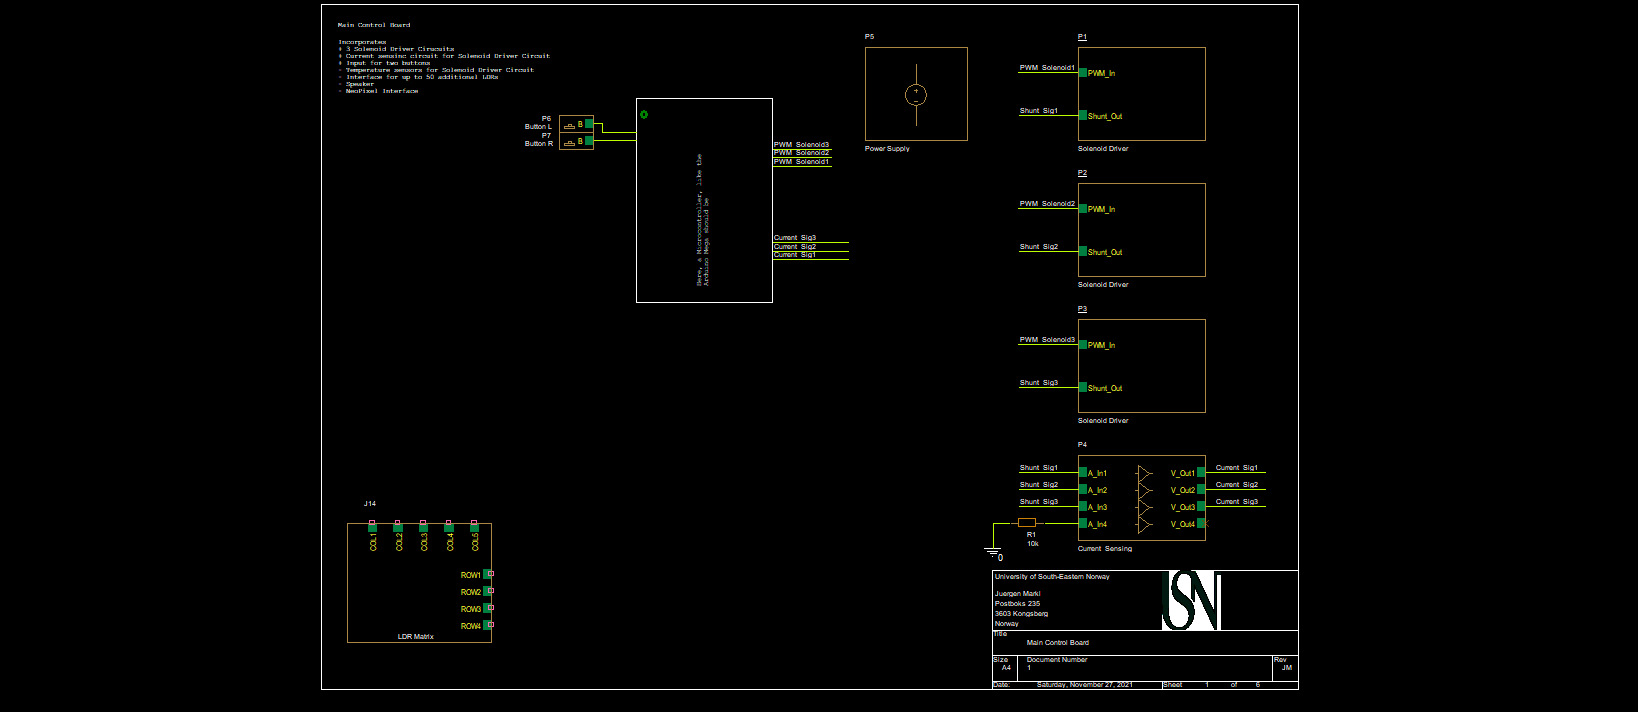 Main Control Board
Incorporates
* 3 Solenoid Driver Cirucuits
* Current sensinc circuit for Solenoid Driver Circuit
* Input for two buttons
- Temperature sensors for Solenoid Driver Circuit
- Interface for up to 50 additional LDRs
- Speaker
- NeoPixel Interface
P6
Button L
B
P7
Button R
B
Here, a Microcontroller, like the
Arduino Mega should be
PWM_Solenoid3
PWM_Solenoid2
PWM_Solenoid1
Current_Sig3
Current_Sig2
Current_Sig1
P5
Power Supply
P1
PWM_Solenoid1
PWM_In
Shunt_Sig1
Shunt_Out
Solenoid Driver
P2
PWM_Solenoid2
PWM_In
Shunt_Sig2
Shunt_Out
Solenoid Driver
P3
PWM_Solenoid3
PWM_In
Shunt_Sig3
Shunt_Out
Solenoid Driver
P4
Shunt_Sig1
A_In1
V_Out1
Current_Sig1
Shunt_Sig2
A_In2
V_Out2
Current_Sig2
Shunt_Sig3
A_In3
V_Out3
Current_Sig3
A_In4
V_Out4
R1
10k
0
Current_Sensing
J14
COL1
COL2
COL3
COL4
COL5
ROW1
ROW2
ROW3
ROW4
LDR Matrix
University of South-Eastern Norway
Juergen Markl
Postboks 235
3603 Kongsberg
Norway
USN
Title
Main Control Board
Size
A4
Document Number
1
Rev
JM
Date:
Saturday, November 27, 2021
Sheet
1
of
6